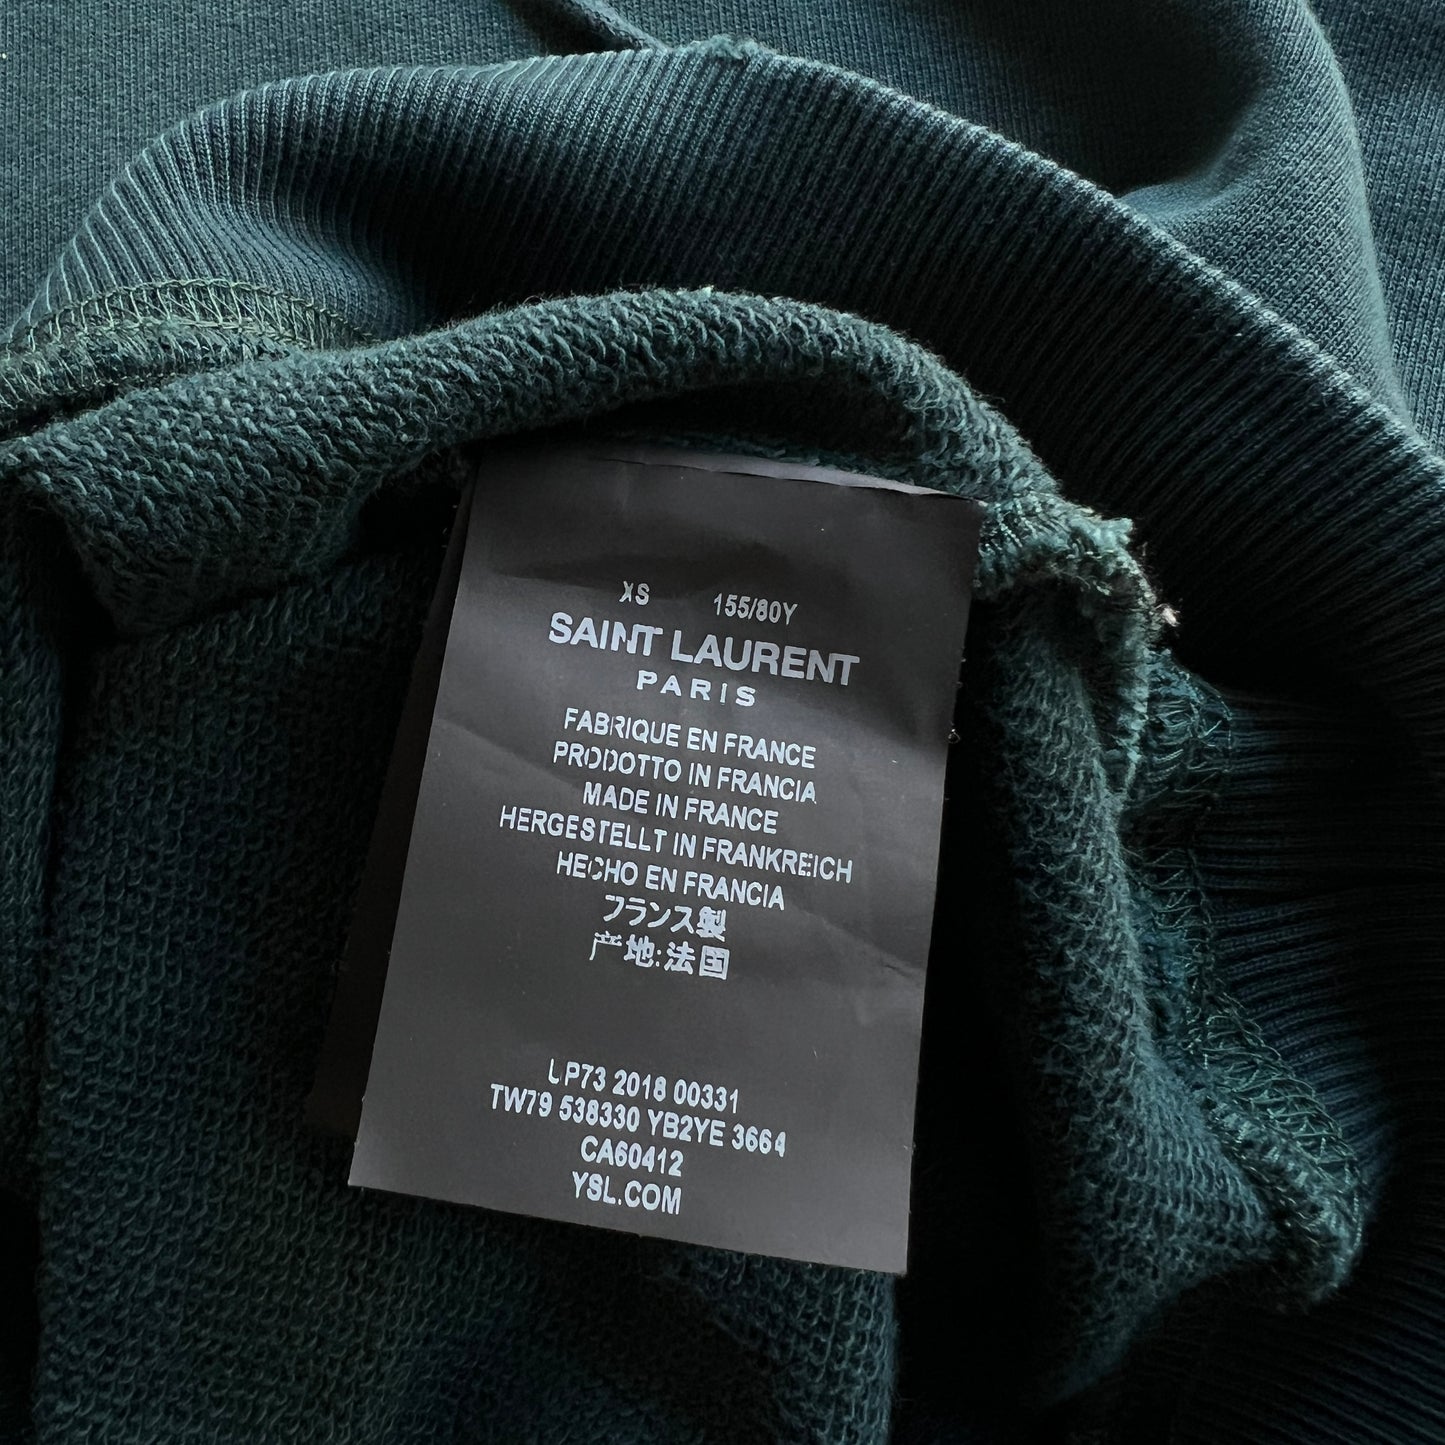 XS 155/80Y
SAINT LAURENT
PARIS
FABRIQUE EN FRANCE
PRODOTTO IN FRANCIA
MADE IN FRANCE
HERGESTELLT IN FRANKREICH
HECHO EN FRANCIA
フランス製
产地:法国
LP73 2018 00331
TW79 538330 YB2YE 3664
CA60412
YSL.COM